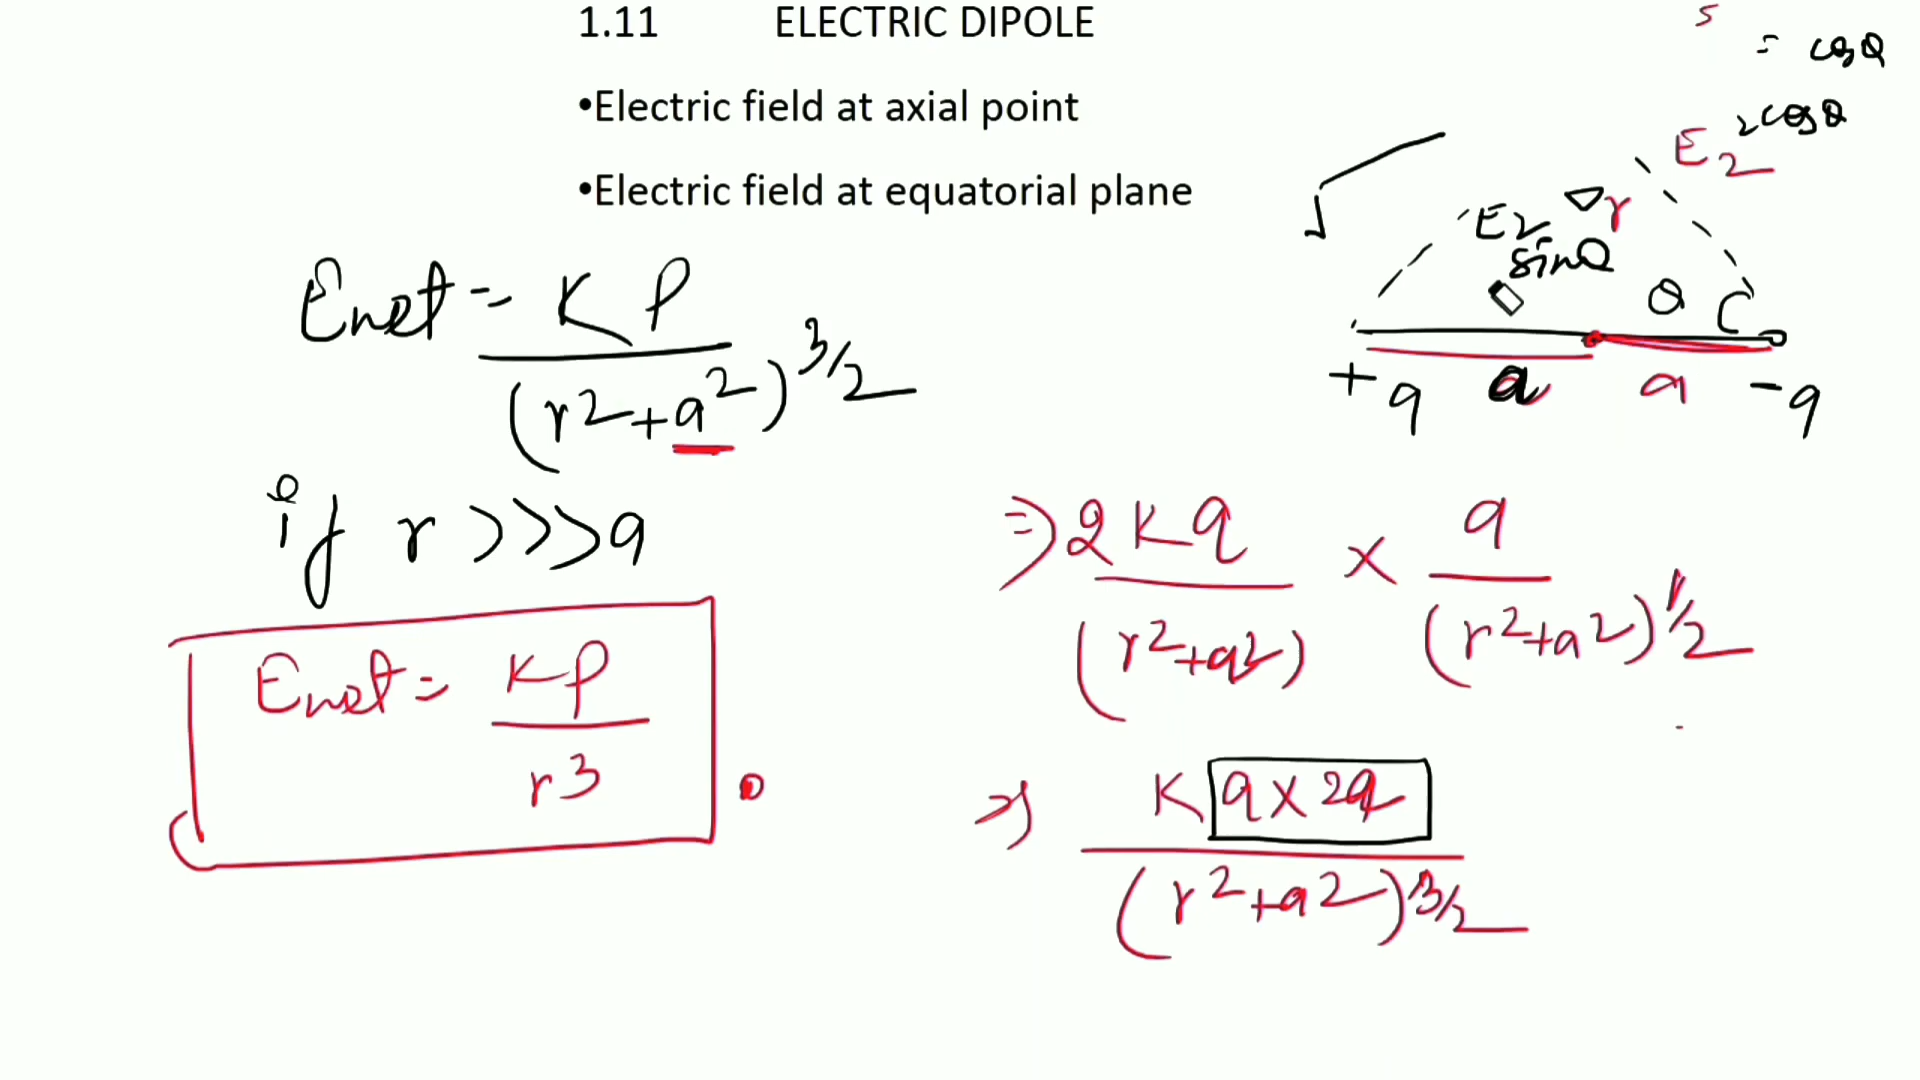 1.11 ELECTRIC DIPOLE
•Electric field at axial point
•Electric field at equatorial plane
Enet = KP / (r2+a2)3/2
if r >>>a
Enet = KP / r3
= cosθ
E2 cosθ
r
E2 sinθ
θ
+q a a -q
⇒ 2Kq / (r2+a2) × a / (r2+a2)1/2
⇒ K q×2a / (r2+a2)3/2